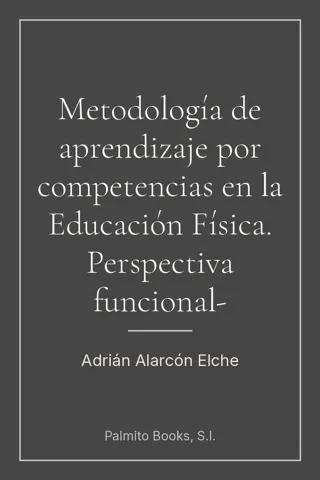 Metodología de
aprendizaje por
competencias en la
Educación Física.
Perspectiva
funcional-
Adrián Alarcón Elche
Palmito Books, S.l.